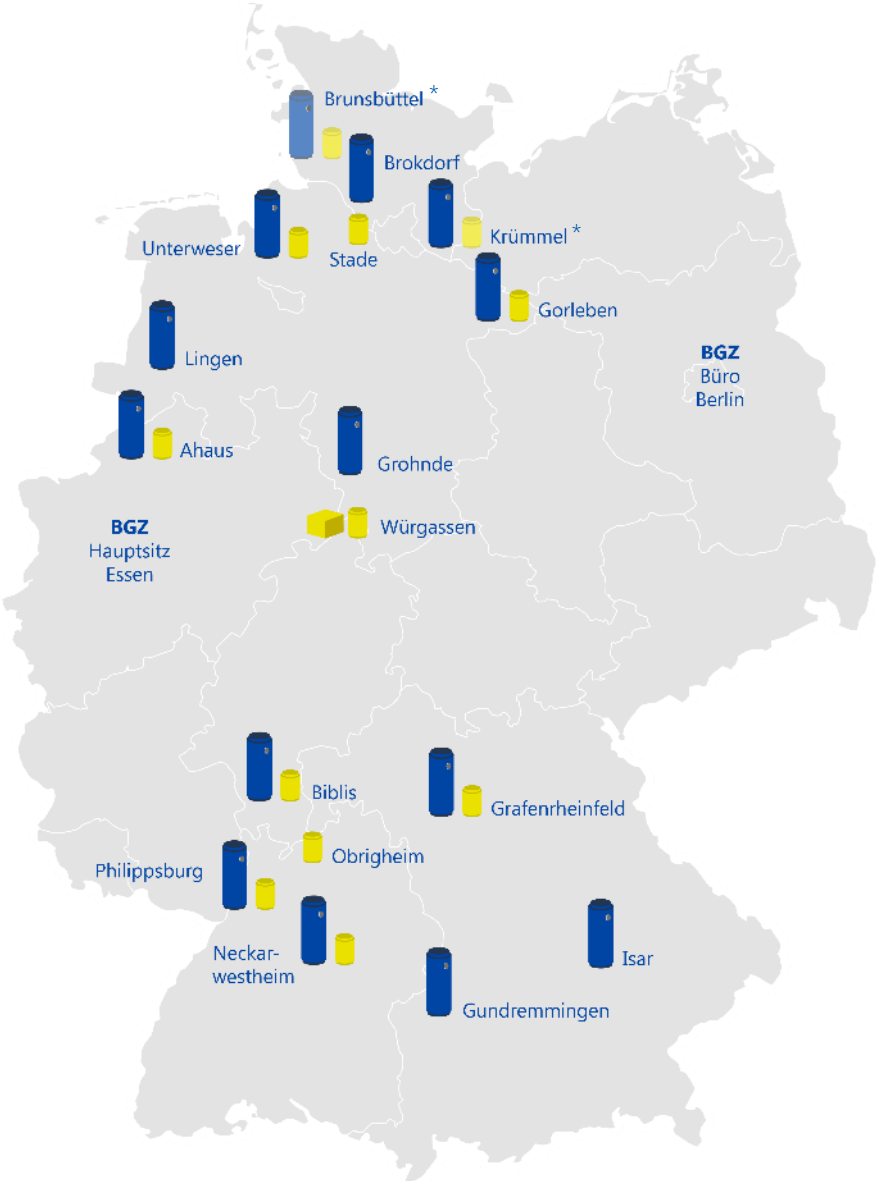 Brunsbüttel *
Brokdorf
Krümmel *
Unterweser
Stade
Gorleben
Lingen
BGZ
Büro
Berlin
Ahaus
Grohnde
BGZ
Hauptsitz
Essen
Würgassen
Biblis
Grafenrheinfeld
Obrigheim
Philippsburg
Neckar-
westheim
Isar
Gundremmingen